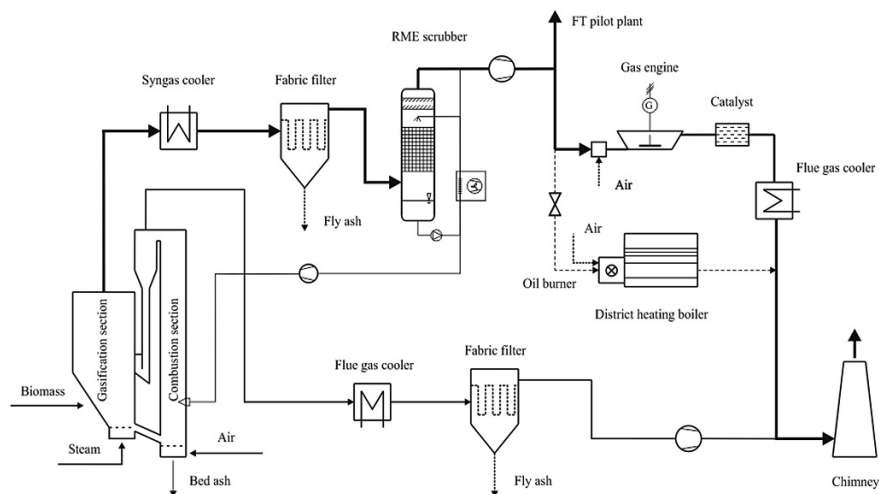 FT pilot plant
RME scrubber
Gas engine
Syngas cooler
Fabric filter
Catalyst
G
Flue gas cooler
Air
Fly ash
Air
Oil burner
District heating boiler
Gasification section
Combustion section
Flue gas cooler
Fabric filter
Biomass
Steam
Air
Bed ash
Fly ash
Chimney